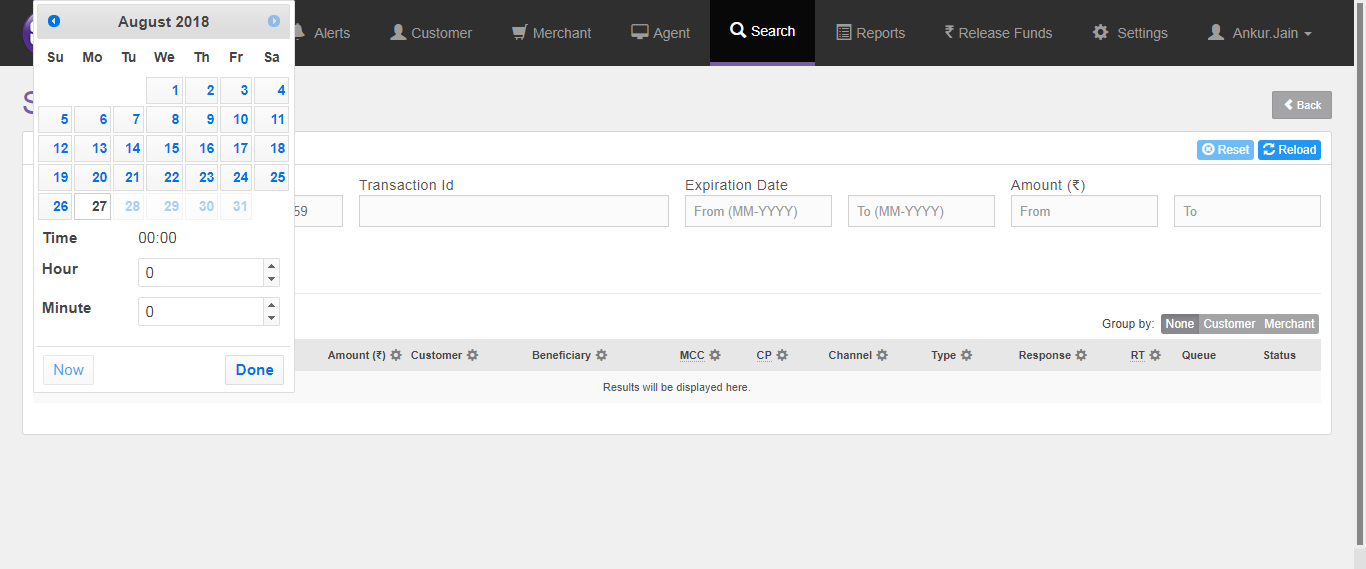 August 2018
Alerts Customer Merchant Agent Search Reports ₹ Release Funds Settings Ankur.Jain
Su Mo Tu We Th Fr Sa
1 2 3 4
5 6 7 8 9 10 11
12 13 14 15 16 17 18
19 20 21 22 23 24 25
26 27 28 29 30 31
Time 00:00
Hour 0
Minute 0
Now Done
Back
Reset Reload
Transaction Id Expiration Date Amount (₹)
59 From (MM-YYYY) To (MM-YYYY) From To
Group by: None Customer Merchant
Amount (₹) Customer Beneficiary MCC CP Channel Type Response RT Queue Status
Results will be displayed here.